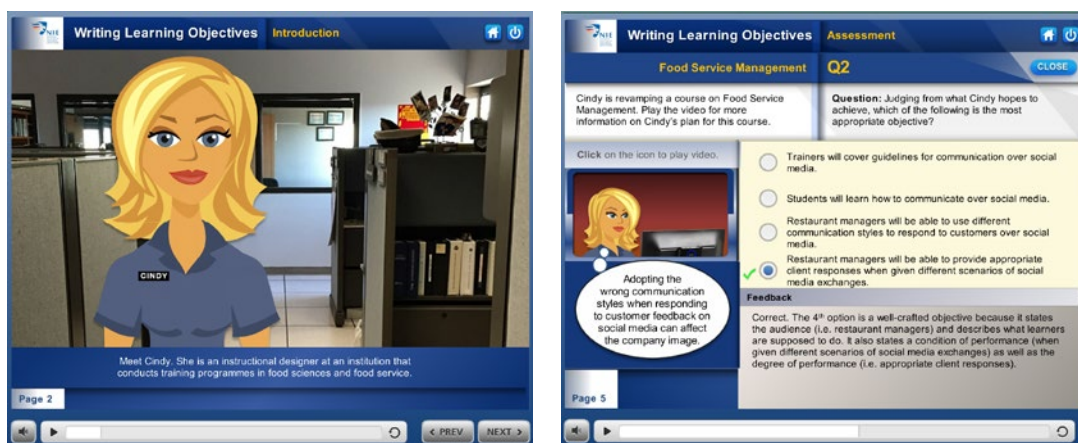 NIE
Writing Learning Objectives Introduction
CINDY
Meet Cindy. She is an instructional designer at an institution that
conducts training programmes in food sciences and food service.
Page 2
< PREV
NEXT >
NIE
Writing Learning Objectives Assessment
Food Service Management Q2
CLOSE
Cindy is revamping a course on Food Service
Management. Play the video for more
information on Cindy's plan for this course.
Question: Judging from what Cindy hopes to
achieve, which of the following is the most
appropriate objective?
Click on the icon to play video.
Adopting the
wrong communication
styles when responding
to customer feedback on
social media can affect
the company image.
Trainers will cover guidelines for communication over social
media.
Students will learn how to communicate over social media.
Restaurant managers will be able to use different
communication styles to respond to customers over social
media.
Restaurant managers will be able to provide appropriate
client responses when given different scenarios of social
media exchanges.
Feedback
Correct. The 4th option is a well-crafted objective because it states
the audience (i.e. restaurant managers) and describes what learners
are supposed to do. It also states a condition of performance (when
given different scenarios of social media exchanges) as well as the
degree of performance (i.e. appropriate client responses).
Page 5